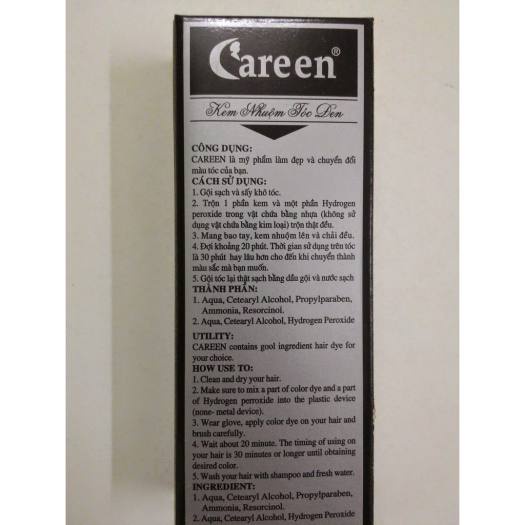 Careen®
Kem Nhuộm Tóc Đen
CÔNG DỤNG:
CAREEN là mỹ phẩm làm đẹp và chuyển đổi
màu tóc của bạn.
CÁCH SỬ DỤNG:
1. Gội sạch và sấy khô tóc.
2. Trộn 1 phần kem và một phần Hydrogen
peroxide trong vật chứa bằng nhựa (không sử
dụng vật chứa bằng kim loại) trộn thật đều.
3. Mang bao tay, kem nhuộm lên và chải đều.
4. Đợi khoảng 20 phút. Thời gian sử dụng trên tóc
là 30 phút hay lâu hơn cho đến khi chuyển thành
màu sắc mà bạn muốn.
5. Gội tóc lại thật sạch bằng dầu gội và nước sạch
THÀNH PHẦN:
1. Aqua, Cetearyl Alcohol, Propylparaben,
Ammonia, Resorcinol.
2. Aqua, Cetearyl Alcohol, Hydrogen Peroxide
UTILITY:
CAREEN contains gool ingredient hair dye for
your choice.
HOW USE TO:
1. Clean and dry your hair.
2. Make sure to mix a part of color dye and a part
of Hydrogen perroxide into the plastic device
(none- metal device).
3. Wear glove, apply color dye on your hair and
brush carefully.
4. Wait about 20 minute. The timing of using on
your hair is 30 minutes or longer until obtaining
desired color.
5. Wash your hair with shampoo and fresh water.
INGREDIENT:
1. Aqua, Cetearyl Alcohol, Propylparaben,
Ammonia, Resorcinol.
2. Aqua, Cetearyl Alcohol, Hydrogen Peroxide